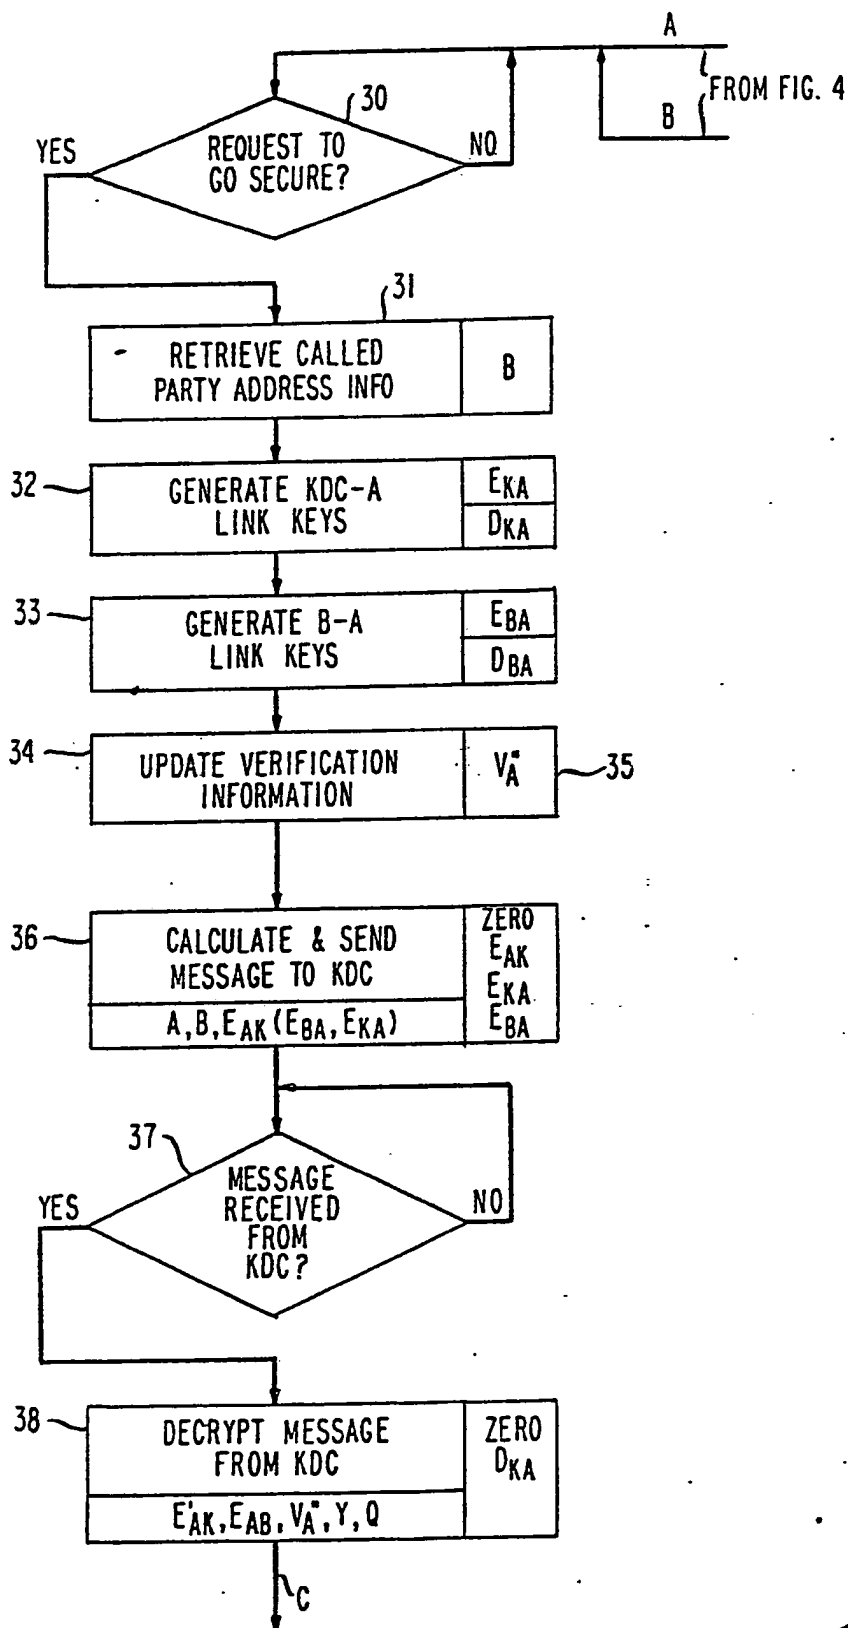 A
FROM FIG. 4
B
30
YES
REQUEST TO
GO SECURE?
NO
31
RETRIEVE CALLED
PARTY ADDRESS INFO
B
32
GENERATE KDC-A
LINK KEYS
EKA
DKA
33
GENERATE B-A
LINK KEYS
EBA
DBA
34
UPDATE VERIFICATION
INFORMATION
VA"
35
36
CALCULATE & SEND
MESSAGE TO KDC
A, B, EAK (EBA, EKA)
ZERO
EAK
EKA
EBA
37
YES
MESSAGE
RECEIVED
FROM
KDC?
NO
38
DECRYPT MESSAGE
FROM KDC
E'AK, EAB, VA", Y, Q
ZERO
DKA
C